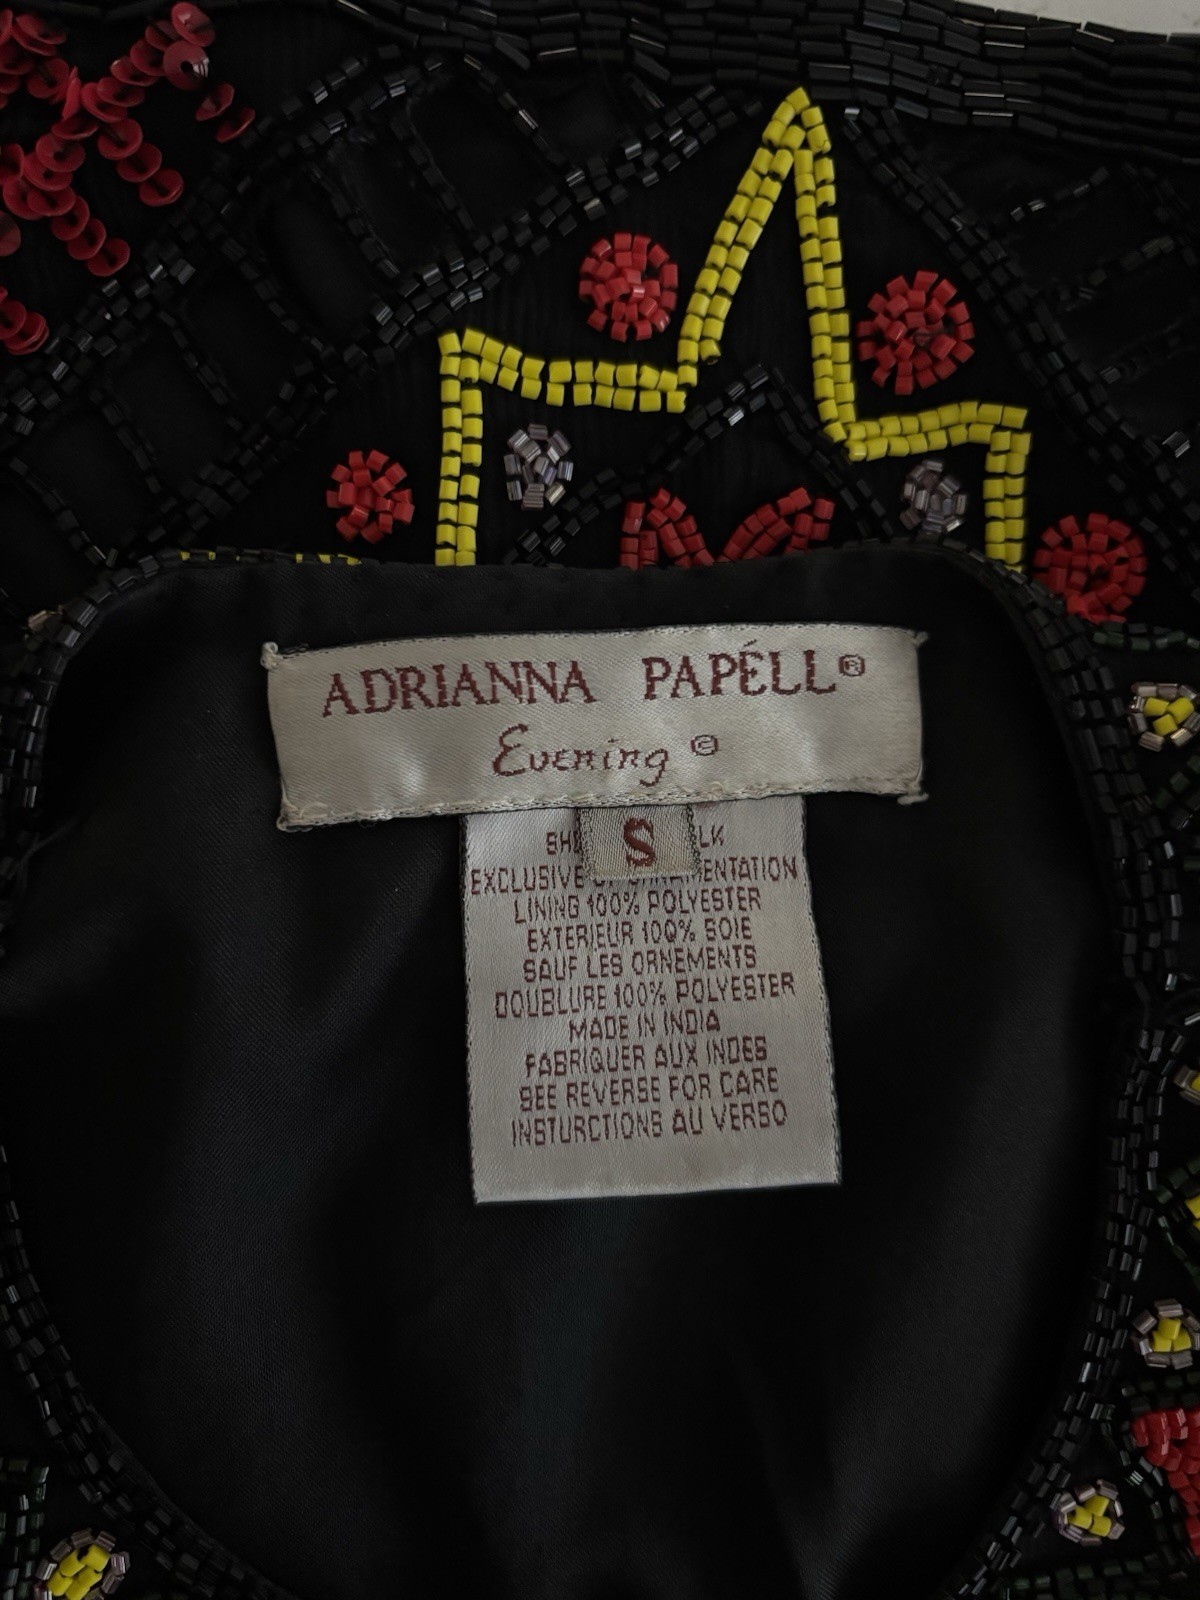 ADRIANNA PAPÉLL®
Evening ©
S
EXCLUSIVE
LINING 100% POLYESTER
EXTERIEUR 100% SOIE
SAUF LES ORNEMENTS
DOUBLURE 100% POLYESTER
MADE IN INDIA
FABRIQUER AUX INDES
SEE REVERSE FOR CARE
INSTURCTIONS AU VERSO